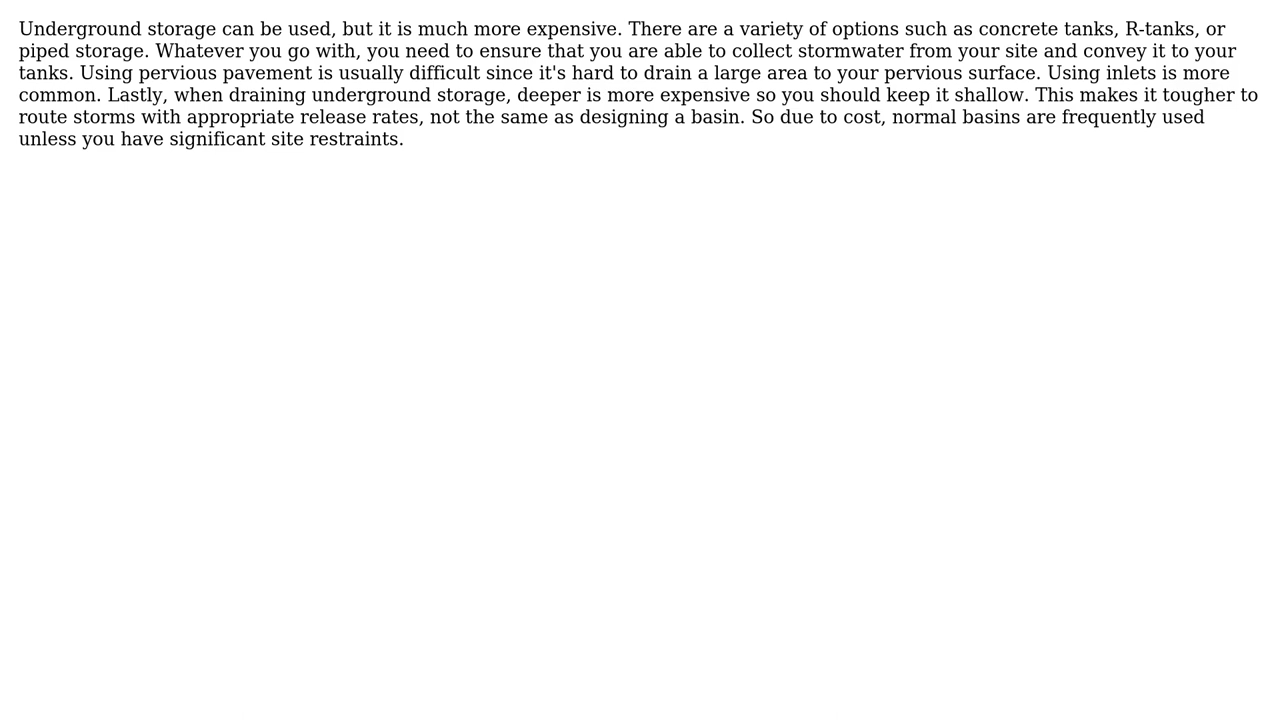 Underground storage can be used, but it is much more expensive. There are a variety of options such as concrete tanks, R-tanks, or
piped storage. Whatever you go with, you need to ensure that you are able to collect stormwater from your site and convey it to your
tanks. Using pervious pavement is usually difficult since it's hard to drain a large area to your pervious surface. Using inlets is more
common. Lastly, when draining underground storage, deeper is more expensive so you should keep it shallow. This makes it tougher to
route storms with appropriate release rates, not the same as designing a basin. So due to cost, normal basins are frequently used
unless you have significant site restraints.